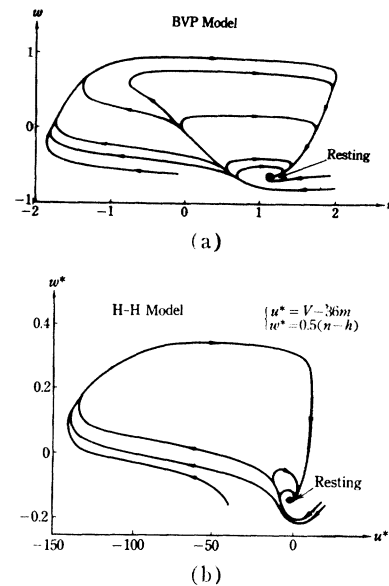 w
BVP Model
1
0
Resting
-1
-2
-1
0
1
2
(a)
w*
H-H Model
{u* = V-36m
{w* = 0.5(n-h)
0.4
0.2
0
Resting
-0.2
-150
-100
-50
0
u*
(b)